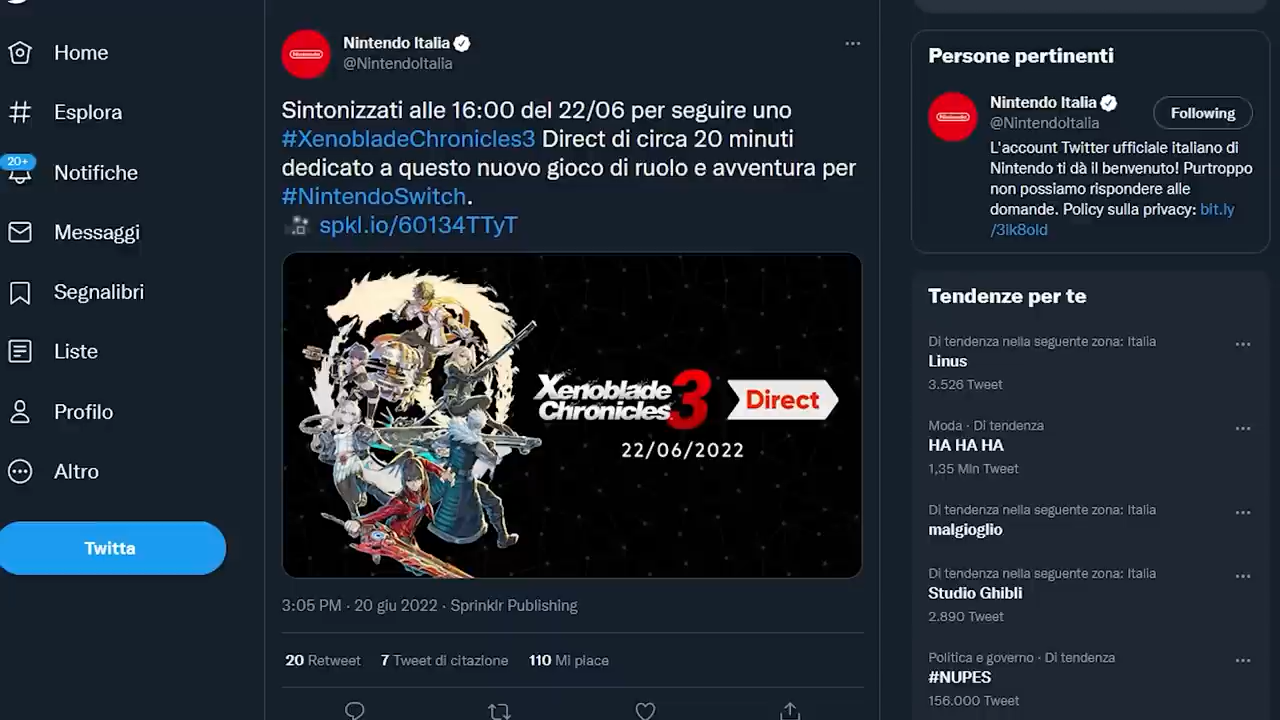 Home
Esplora
20+
Notifiche
Messaggi
Segnalibri
Liste
Profilo
Altro
Twitta
Nintendo
Nintendo Italia
@NintendoItalia
Sintonizzati alle 16:00 del 22/06 per seguire uno
#XenobladeChronicles3 Direct di circa 20 minuti
dedicato a questo nuovo gioco di ruolo e avventura per
#NintendoSwitch.
spkl.io/60134TTyT
Xenoblade
Chronicles 3
Direct
22/06/2022
3:05 PM · 20 giu 2022 · Sprinklr Publishing
20 Retweet 7 Tweet di citazione 110 Mi piace
Persone pertinenti
Nintendo
Nintendo Italia
@NintendoItalia
Following
L'account Twitter ufficiale italiano di
Nintendo ti dà il benvenuto! Purtroppo
non possiamo rispondere alle
domande. Policy sulla privacy: bit.ly
/3ik8old
Tendenze per te
Di tendenza nella seguente zona: Italia
Linus
3.526 Tweet
Moda · Di tendenza
HA HA HA
1,35 Mln Tweet
Di tendenza nella seguente zona: Italia
malgioglio
Di tendenza nella seguente zona: Italia
Studio Ghibli
2.890 Tweet
Politica e governo · Di tendenza
#NUPES
156.000 Tweet